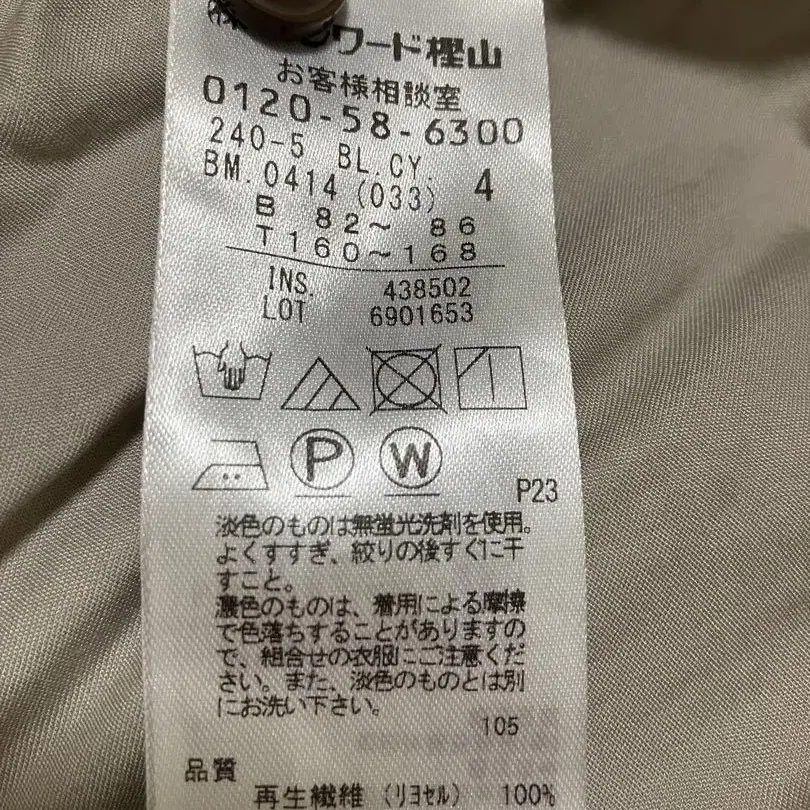 ワード樫山
お客様相談室
0120-58-6300
240-5 BL.CY.
BM.0414 (033) 4
B 82～ 86
T160～168
INS. 438502
LOT 6901653
P W
P23
淡色のものは無蛍光洗剤を使用。
よくすすぎ、絞りの後すぐに干
すこと。
濃色のものは、着用による摩擦
で色落ちすることがありますの
で、組合せの衣服にご注意くだ
さい。また、淡色のものとは別
にお洗い下さい。
105
品質
再生繊維（リヨセル） 100%